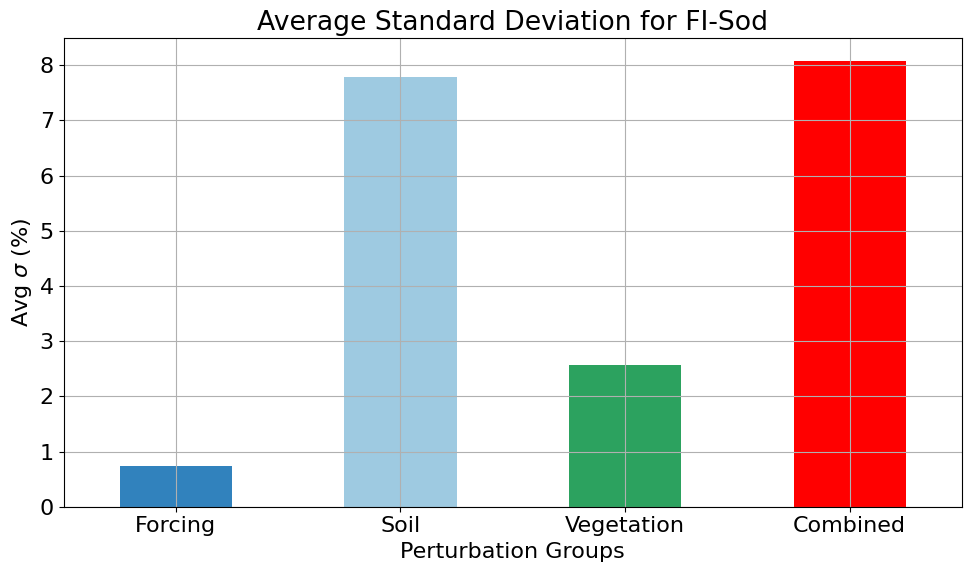 Average Standard Deviation for FI-Sod
Avg σ (%)
8
7
6
5
4
3
2
1
0
Forcing Soil Vegetation Combined
Perturbation Groups